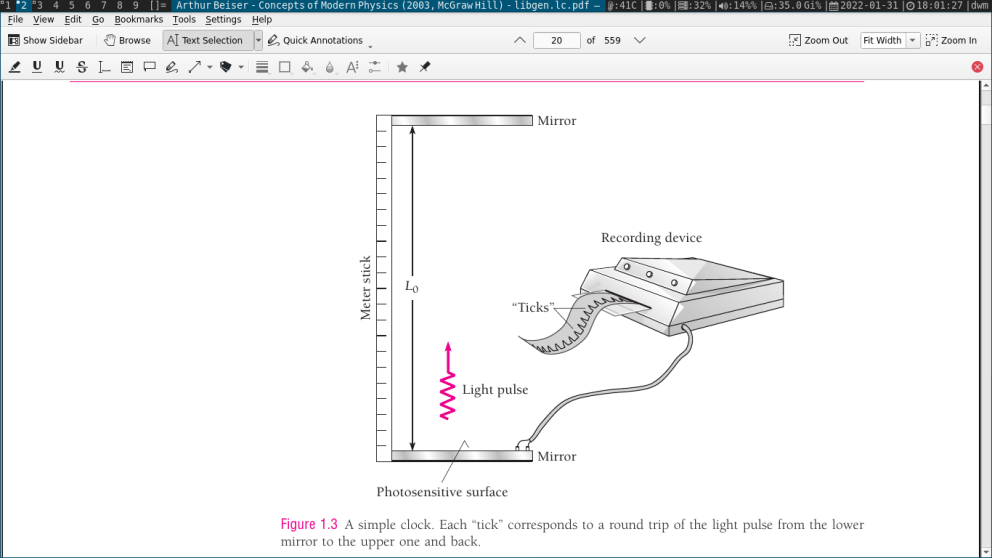 °1 °2 °3 4 5 6 7 8 9 []= Arthur Beiser - Concepts of Modern Physics (2003, McGraw Hill) - libgen.lc.pdf — :41C :0% :32% :14% :35.0 Gi% 2022-01-31 18:01:27 dwm
File View Edit Go Bookmarks Tools Settings Help
Show Sidebar Browse Text Selection Quick Annotations 20 of 559 Zoom Out Fit Width Zoom In
Mirror
Recording device
Meter stick
L0
“Ticks”
Light pulse
Mirror
Photosensitive surface
Figure 1.3 A simple clock. Each “tick” corresponds to a round trip of the light pulse from the lower
mirror to the upper one and back.